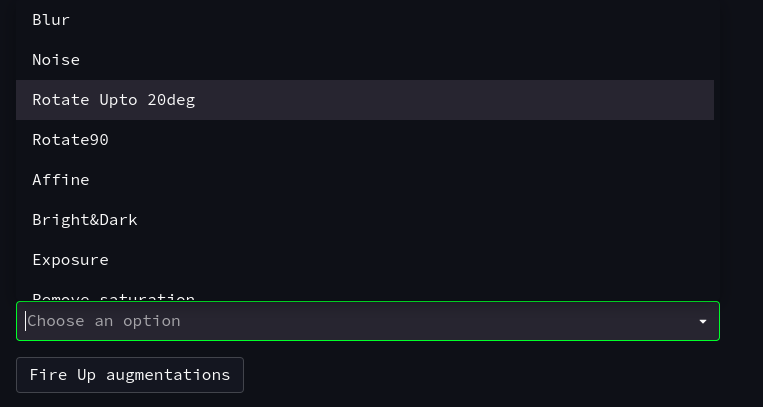 Blur
Noise
Rotate Upto 20deg
Rotate90
Affine
Bright&Dark
Exposure
Remove saturation
Choose an option
Fire Up augmentations